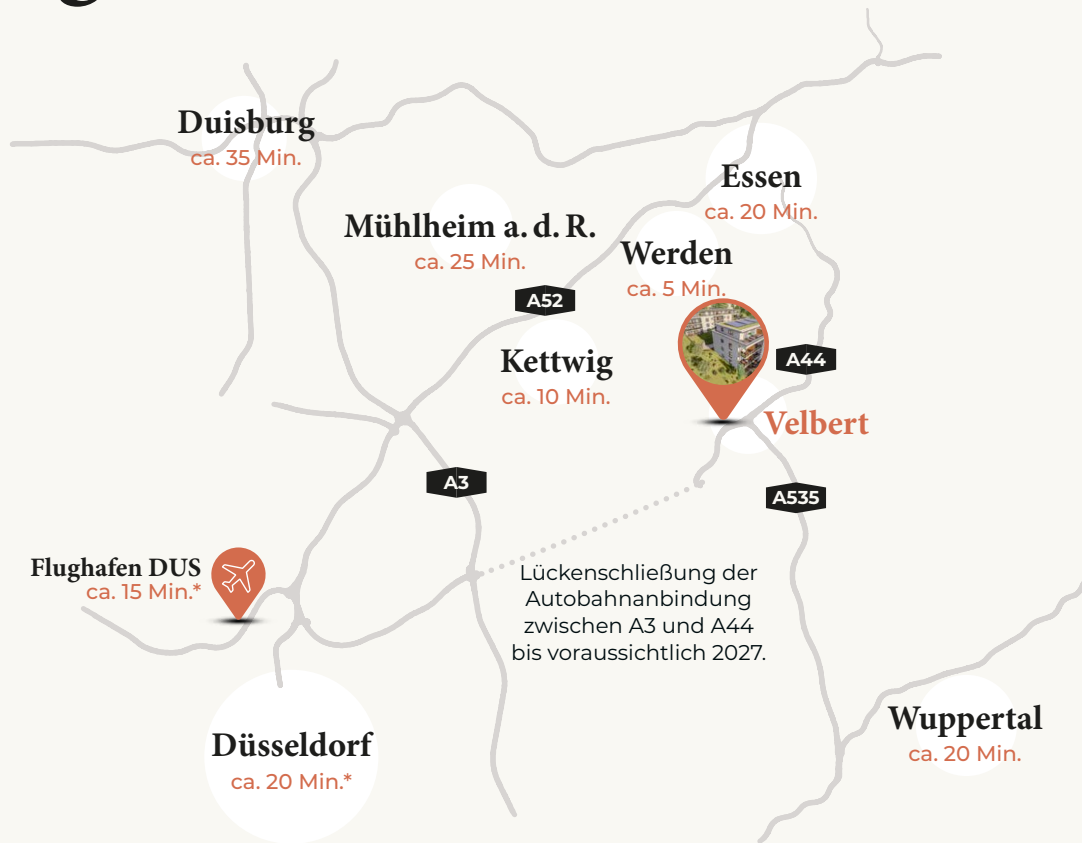 Duisburg
ca. 35 Min.
Essen
ca. 20 Min.
Mühlheim a. d. R.
ca. 25 Min.
Werden
ca. 5 Min.
A52
Kettwig
ca. 10 Min.
A44
Velbert
A3
A535
Flughafen DUS
ca. 15 Min.*
Lückenschließung der
Autobahnanbindung
zwischen A3 und A44
bis voraussichtlich 2027.
Düsseldorf
ca. 20 Min.*
Wuppertal
ca. 20 Min.